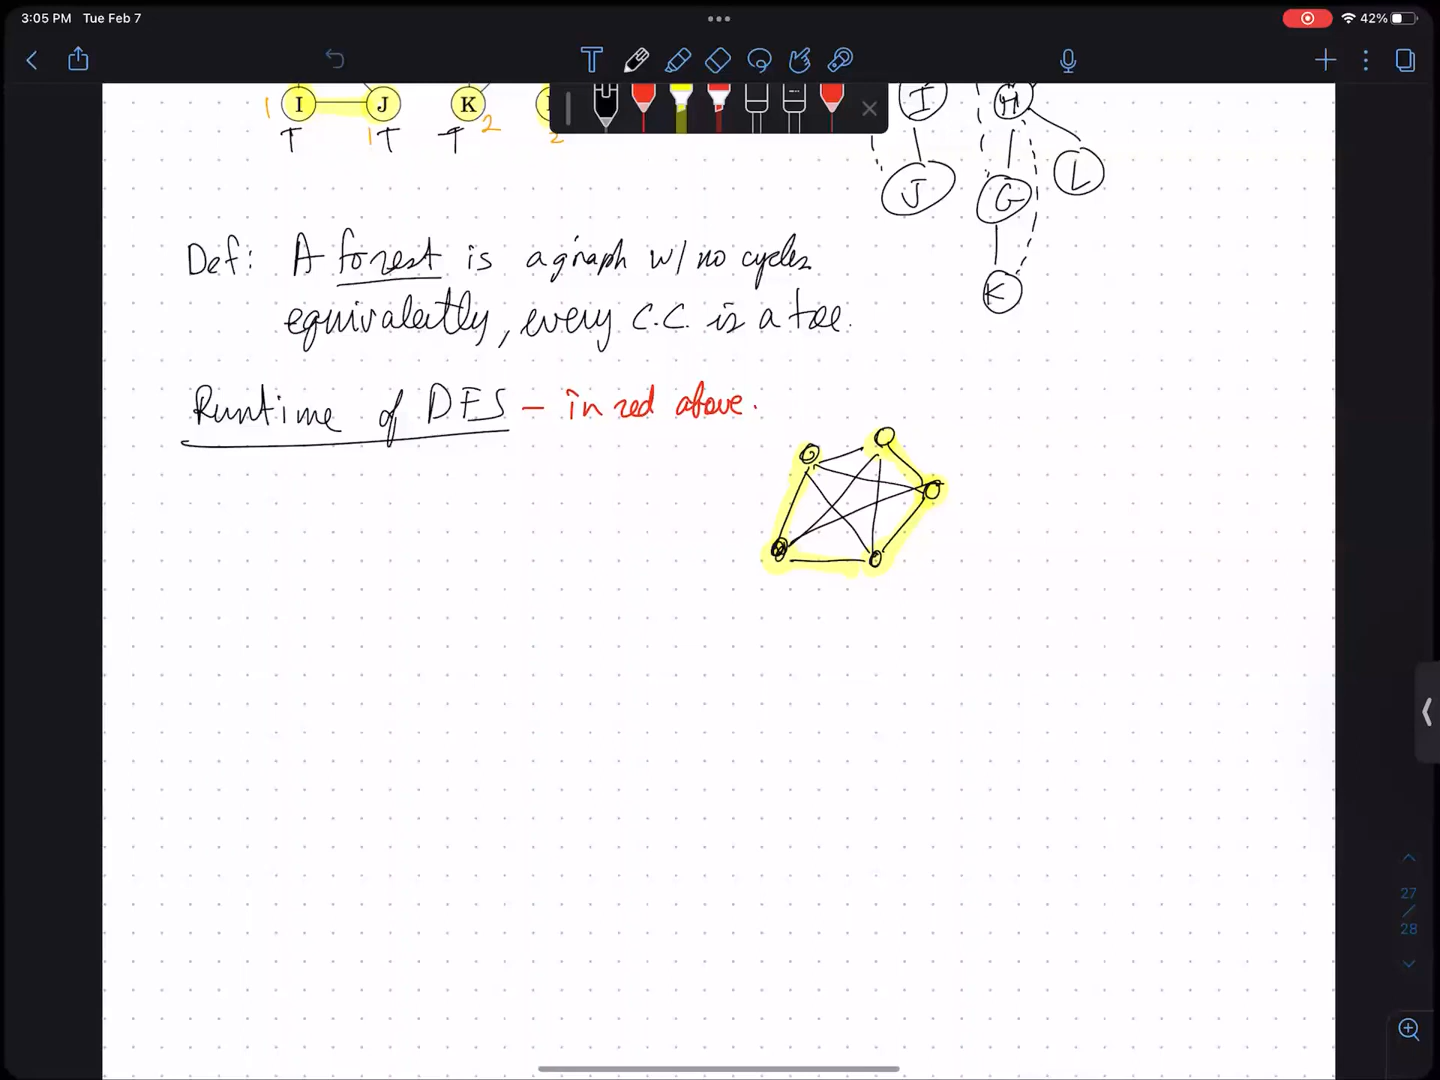 3:05 PM Tue Feb 7
42%
1 I J K
T 1 T T 2 2
I H
J G L
K
Def: A forest is a graph w/ no cycles
equivalently, every C.C. is a tree.
Runtime of DFS - in red above.
27
/
28